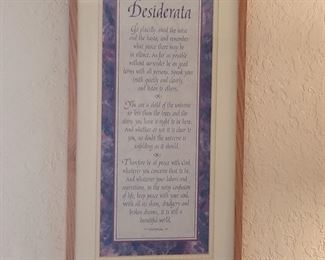 Desiderata
Go placidly amid the noise
and the haste, and remember
what peace there may be
in silence. As far as possible
without surrender be on good
terms with all persons. Speak your
truth quietly and clearly,
and listen to others.
You are a child of the universe
no less than the trees and the
stars; you have a right to be here.
And whether or not it is clear to
you, no doubt the universe is
unfolding as it should.
Therefore be at peace with God,
whatever you conceive him to be.
And whatever your labors and
aspirations, in the noisy confusion
of life, keep peace with your soul.
With all its sham, drudgery and
broken dreams, it is still a
beautiful world.